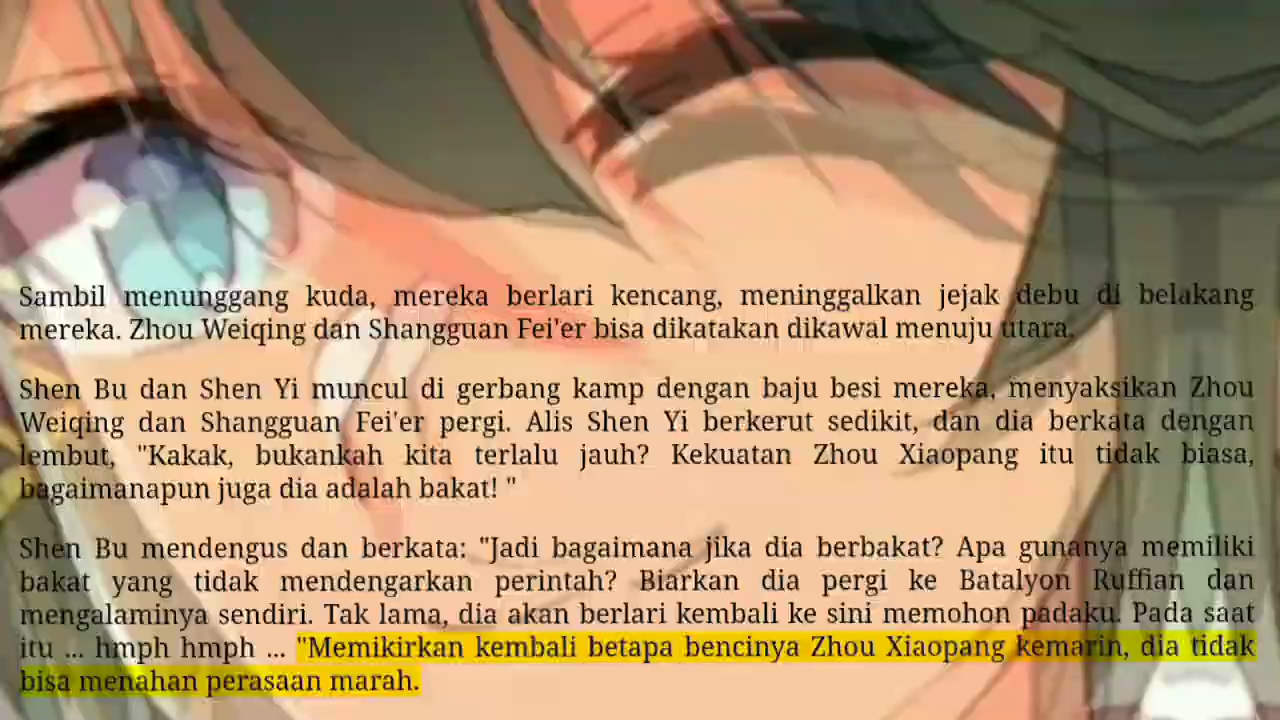 Sambil menunggang kuda, mereka berlari kencang, meninggalkan jejak debu di belakang
mereka. Zhou Weiqing dan Shangguan Fei'er bisa dikatakan dikawal menuju utara.
Shen Bu dan Shen Yi muncul di gerbang kamp dengan baju besi mereka, menyaksikan Zhou
Weiqing dan Shangguan Fei'er pergi. Alis Shen Yi berkerut sedikit, dan dia berkata dengan
lembut, "Kakak, bukankah kita terlalu jauh? Kekuatan Zhou Xiaopang itu tidak biasa,
bagaimanapun juga dia adalah bakat! "
Shen Bu mendengus dan berkata: "Jadi bagaimana jika dia berbakat? Apa gunanya memiliki
bakat yang tidak mendengarkan perintah? Biarkan dia pergi ke Batalyon Ruffian dan
mengalaminya sendiri. Tak lama, dia akan berlari kembali ke sini memohon padaku. Pada saat
itu ... hmph hmph ... "Memikirkan kembali betapa bencinya Zhou Xiaopang kemarin, dia tidak
bisa menahan perasaan marah.